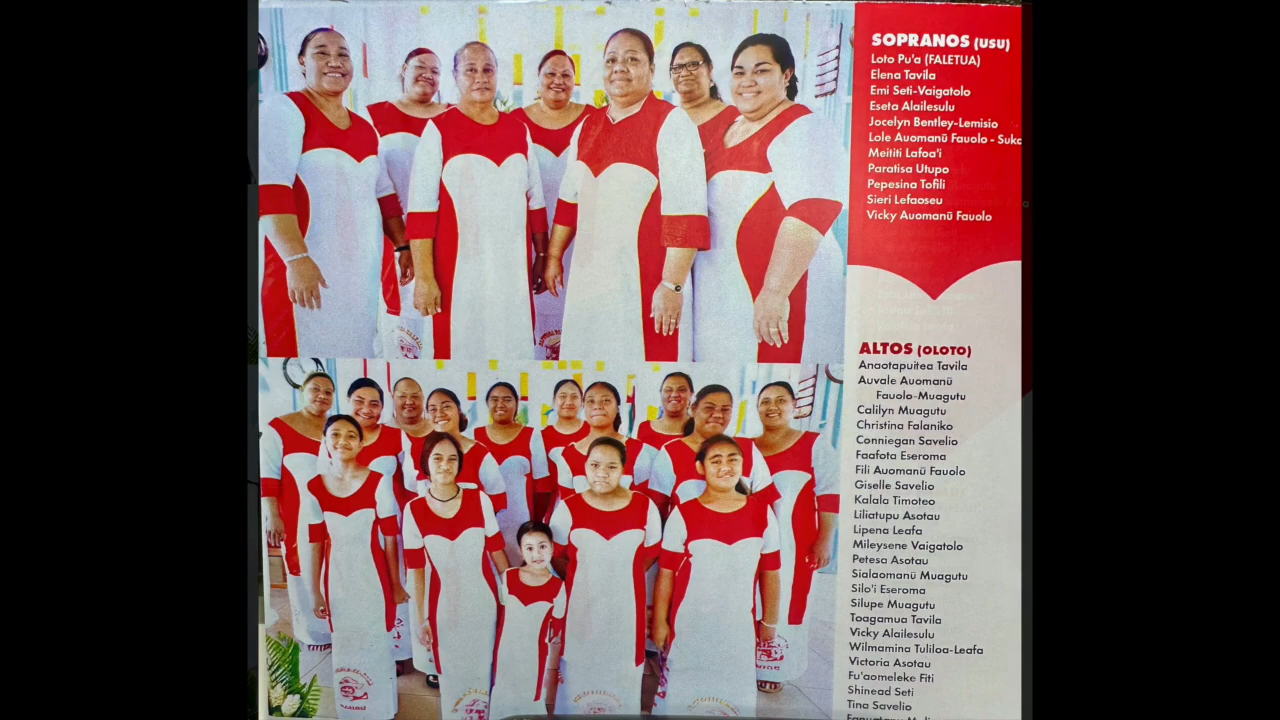 SOPRANOS (USU)
Loto Pu'a (FALETUA)
Elena Tavila
Emi Seti-Vaigatolo
Eseta Alailesulu
Jocelyn Bentley-Lemisio
Lole Auomanū Fauolo - Suka
Meititi Lafoa'i
Paratisa Utupo
Pepesina Tofili
Sieri Lefaoseu
Vicky Auomanū Fauolo
ALTOS (OLOTO)
Anaotapuitea Tavila
Auvale Auomanū
Fauolo-Muagutu
Calilyn Muagutu
Christina Falaniko
Conniegan Savelio
Faafota Eseroma
Fili Auomanū Fauolo
Giselle Savelio
Kalala Timoteo
Liliatupu Asotau
Lipena Leafa
Mileysene Vaigatolo
Petesa Asotau
Sialaomanū Muagutu
Silo'i Eseroma
Silupe Muagutu
Toagamua Tavila
Vicky Alailesulu
Wilmamina Tuliloa-Leafa
Victoria Asotau
Fu'aomeleke Fiti
Shinead Seti
Tina Savelio